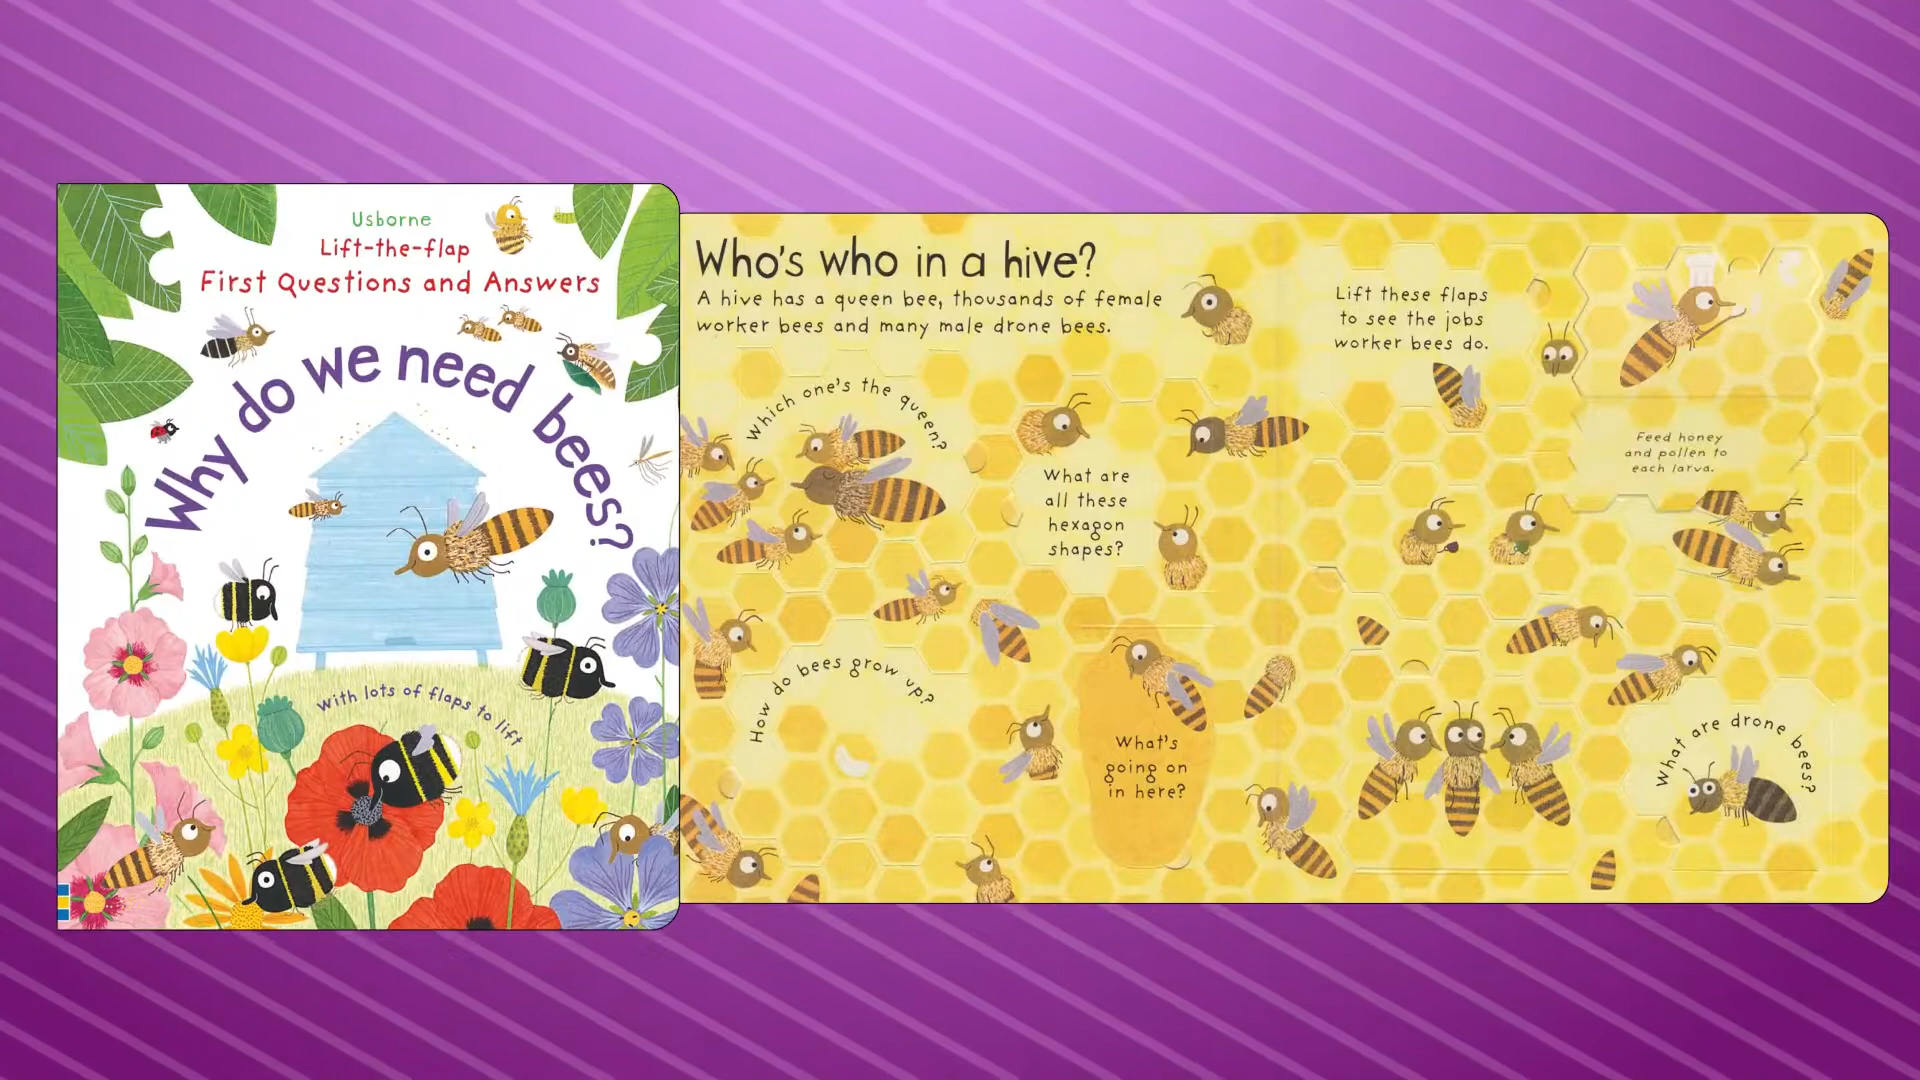 Usborne
Lift-the-flap
First Questions and Answers
Why do we need bees?
with lots of flaps to lift
Who's who in a hive?
A hive has a queen bee, thousands of female
worker bees and many male drone bees.
Which one's the queen?
What are
all these
hexagon
shapes?
How do bees grow up?
What's
going on
in here?
Lift these flaps
to see the jobs
worker bees do.
Feed honey
and pollen to
each larva.
What are drone bees?